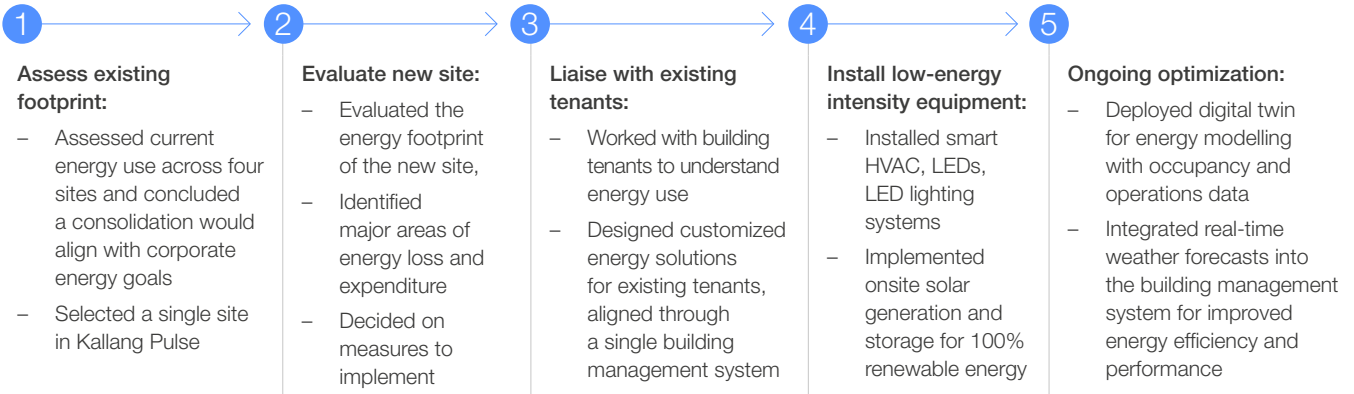 1
Assess existing
footprint:
– Assessed current
energy use across four
sites and concluded
a consolidation would
align with corporate
energy goals
– Selected a single site
in Kallang Pulse
2
Evaluate new site:
– Evaluated the
energy footprint
of the new site,
– Identified
major areas of
energy loss and
expenditure
– Decided on
measures to
implement
3
Liaise with existing
tenants:
– Worked with building
tenants to understand
energy use
– Designed customized
energy solutions
for existing tenants,
aligned through
a single building
management system
4
Install low-energy
intensity equipment:
– Installed smart
HVAC, LEDs,
LED lighting
systems
– Implemented
onsite solar
generation and
storage for 100%
renewable energy
5
Ongoing optimization:
– Deployed digital twin
for energy modelling
with occupancy and
operations data
– Integrated real-time
weather forecasts into
the building management
system for improved
energy efficiency and
performance